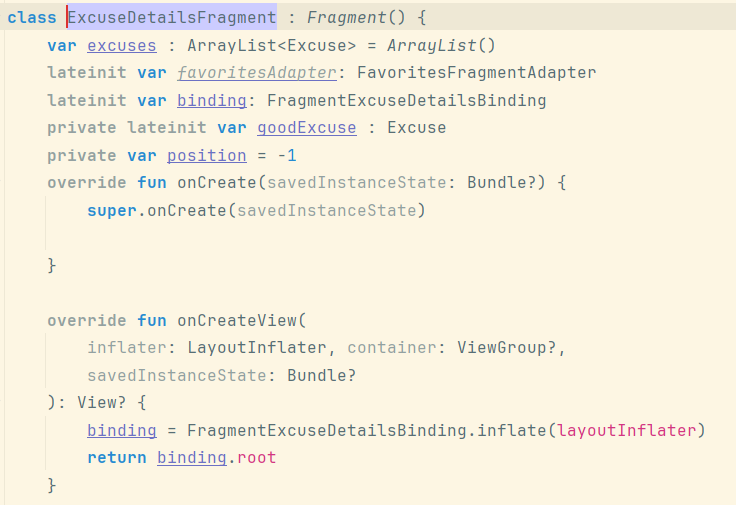 class ExcuseDetailsFragment : Fragment() {
    var excuses : ArrayList<Excuse> = ArrayList()
    lateinit var favoritesAdapter: FavoritesFragmentAdapter
    lateinit var binding: FragmentExcuseDetailsBinding
    private lateinit var goodExcuse : Excuse
    private var position = -1
    override fun onCreate(savedInstanceState: Bundle?) {
        super.onCreate(savedInstanceState)
    }
    override fun onCreateView(
        inflater: LayoutInflater, container: ViewGroup?,
        savedInstanceState: Bundle?
    ): View? {
        binding = FragmentExcuseDetailsBinding.inflate(layoutInflater)
        return binding.root
    }